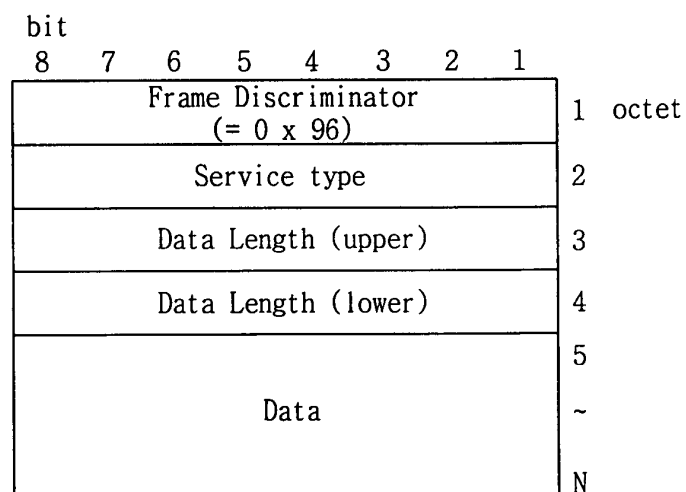 bit
8 7 6 5 4 3 2 1
Frame Discriminator
(= 0 x 96)
1 octet
Service type
2
Data Length (upper)
3
Data Length (lower)
4
5
Data
~
N